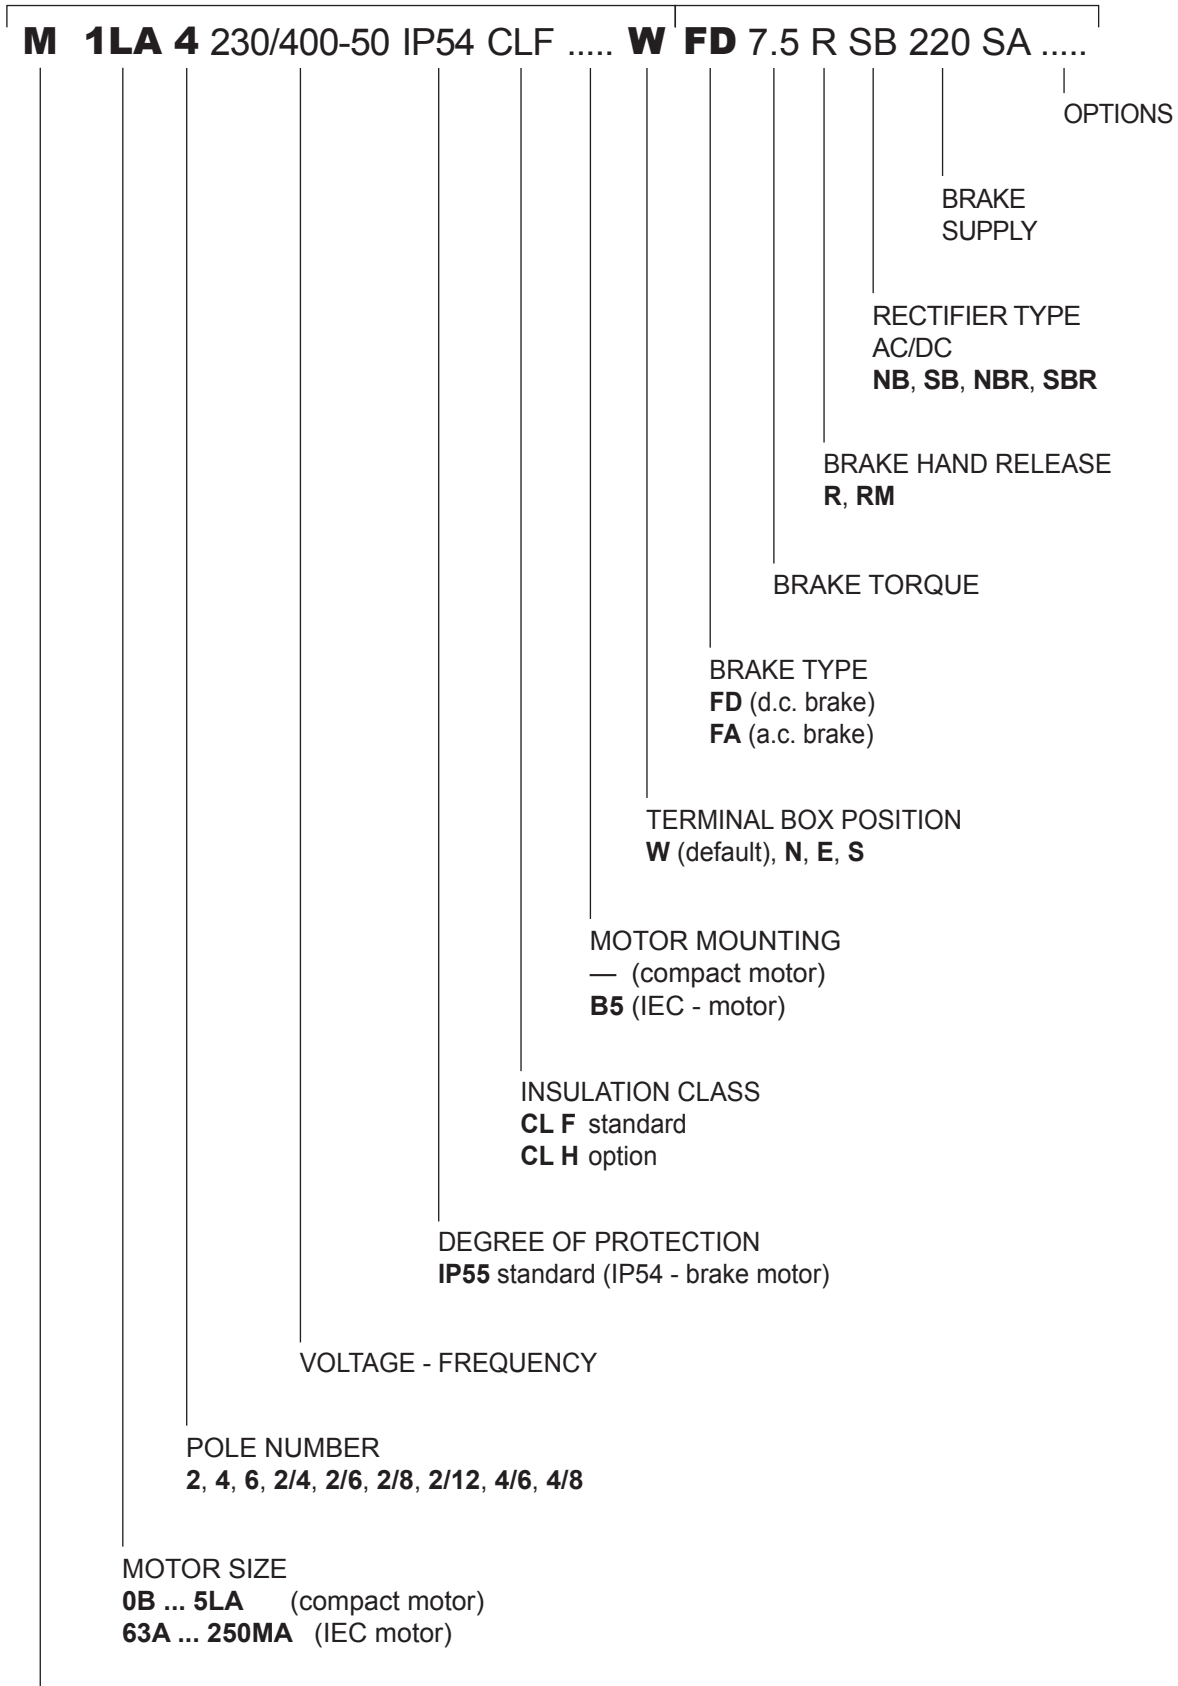 M 1LA 4 230/400-50 IP54 CLF ..... W FD 7.5 R SB 220 SA .....
OPTIONS
BRAKE
SUPPLY
RECTIFIER TYPE
AC/DC
NB, SB, NBR, SBR
BRAKE HAND RELEASE
R, RM
BRAKE TORQUE
BRAKE TYPE
FD (d.c. brake)
FA (a.c. brake)
TERMINAL BOX POSITION
W (default), N, E, S
MOTOR MOUNTING
— (compact motor)
B5 (IEC - motor)
INSULATION CLASS
CL F standard
CL H option
DEGREE OF PROTECTION
IP55 standard (IP54 - brake motor)
VOLTAGE - FREQUENCY
POLE NUMBER
2, 4, 6, 2/4, 2/6, 2/8, 2/12, 4/6, 4/8
MOTOR SIZE
0B ... 5LA (compact motor)
63A ... 250MA (IEC motor)